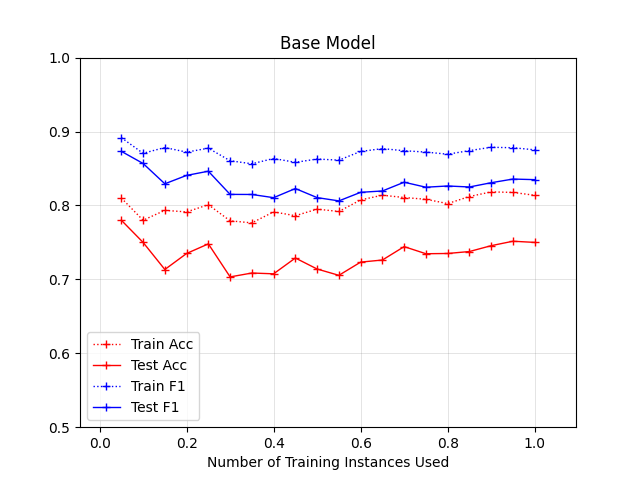 Base Model
1.0
0.9
0.8
0.7
0.6
0.5
Train Acc
Test Acc
Train F1
Test F1
0.0 0.2 0.4 0.6 0.8 1.0
Number of Training Instances Used